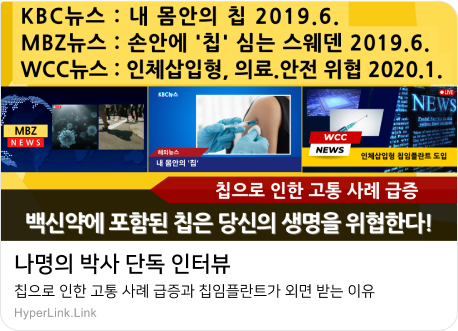 KBC뉴스 : 내 몸안의 칩 2019.6.
MBZ뉴스 : 손안에 '칩' 심는 스웨덴 2019.6.
WCC뉴스 : 인체삽입형, 의료.안전 위협 2020.1.
KBC뉴스
NEWS
MBZ
NEWS
WCC
NEWS
헤미뉴스
내 몸안의 '칩'
인체삽입형 칩임플란트 도입
칩으로 인한 고통 사례 급증
백신약에 포함된 칩은 당신의 생명을 위협한다!
나명의 박사 단독 인터뷰
칩으로 인한 고통 사례 급증과 칩임플란트가 외면 받는 이유
HyperLink.Link